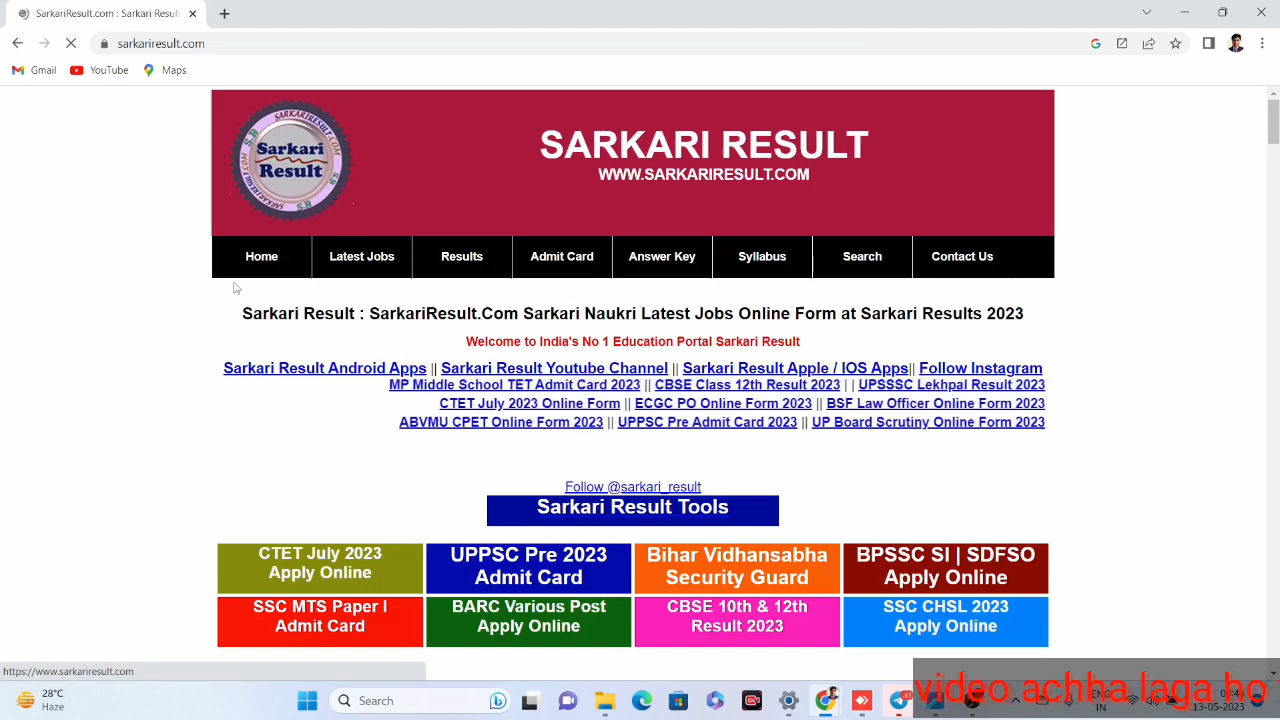 SarkariResult.com : Sarkari Resul
sarkariresult.com
Gmail YouTube Maps
SARKARIRESULT.COM
S.R
Sarkari
Result
SARKARI RESULT
WWW.SARKARIRESULT.COM
Home Latest Jobs Results Admit Card Answer Key Syllabus Search Contact Us
Sarkari Result : SarkariResult.Com Sarkari Naukri Latest Jobs Online Form at Sarkari Results 2023
Welcome to India's No 1 Education Portal Sarkari Result
Sarkari Result Android Apps || Sarkari Result Youtube Channel || Sarkari Result Apple / IOS Apps|| Follow Instagram
MP Middle School TET Admit Card 2023 || CBSE Class 12th Result 2023 | | UPSSSC Lekhpal Result 2023
CTET July 2023 Online Form || ECGC PO Online Form 2023 || BSF Law Officer Online Form 2023
ABVMU CPET Online Form 2023 || UPPSC Pre Admit Card 2023 || UP Board Scrutiny Online Form 2023
Follow @sarkari_result
Sarkari Result Tools
CTET July 2023
Apply Online
UPPSC Pre 2023
Admit Card
Bihar Vidhansabha
Security Guard
BPSSC SI | SDFSO
Apply Online
SSC MTS Paper I
Admit Card
BARC Various Post
Apply Online
CBSE 10th & 12th
Result 2023
SSC CHSL 2023
Apply Online
https://www.sarkariresult.com
video achha laga ho
28°C
Haze
Search
ENG
IN
13-05-2023